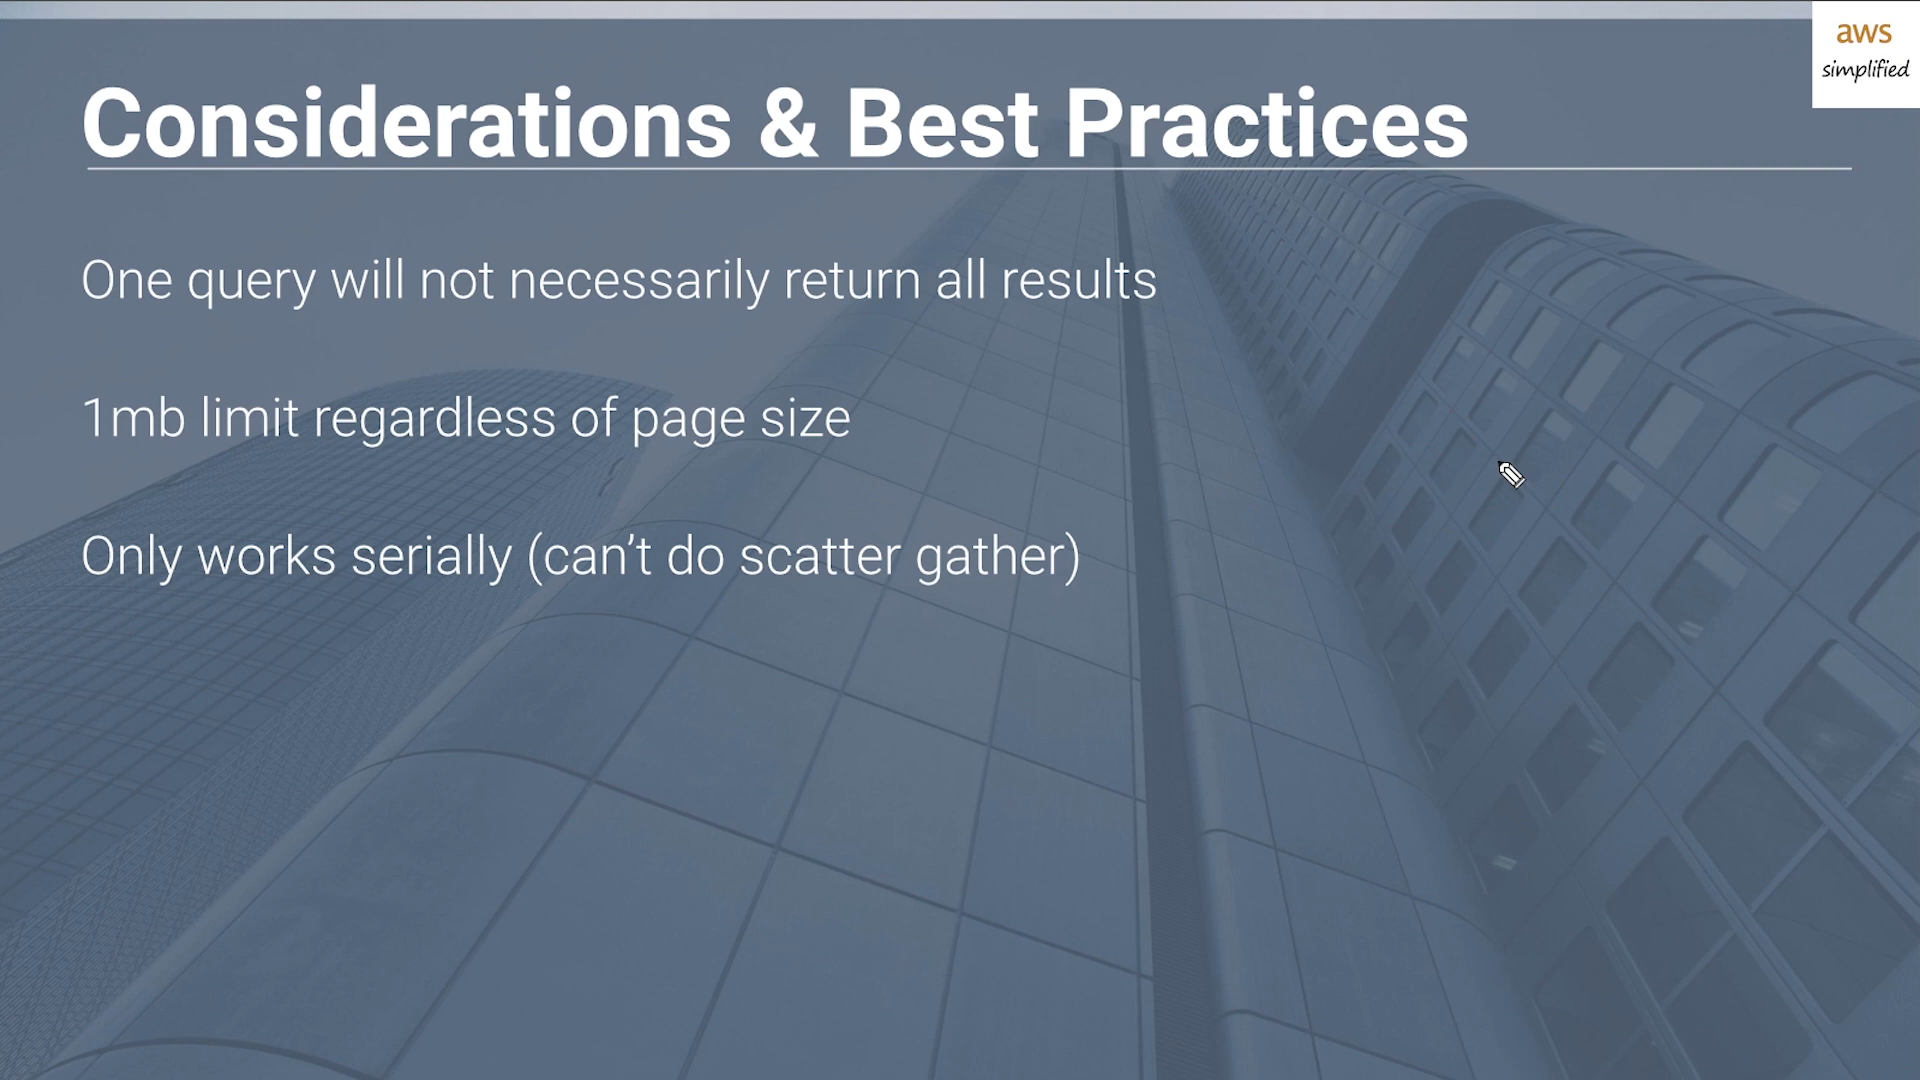 aws
simplified
Considerations & Best Practices
One query will not necessarily return all results
1mb limit regardless of page size
Only works serially (can’t do scatter gather)